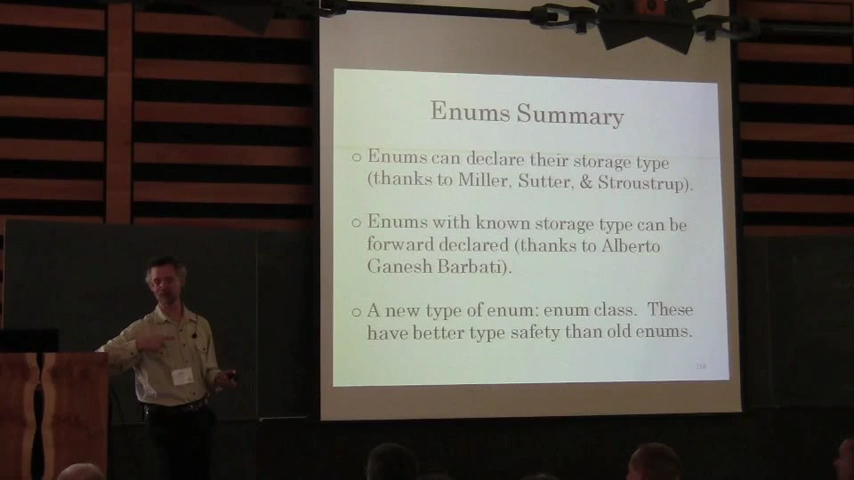 Enums Summary
Enums can declare their storage type
(thanks to Miller, Sutter, & Stroustrup).
Enums with known storage type can be
forward declared (thanks to Alberto
Ganesh Barbati).
A new type of enum: enum class. These
have better type safety than old enums.